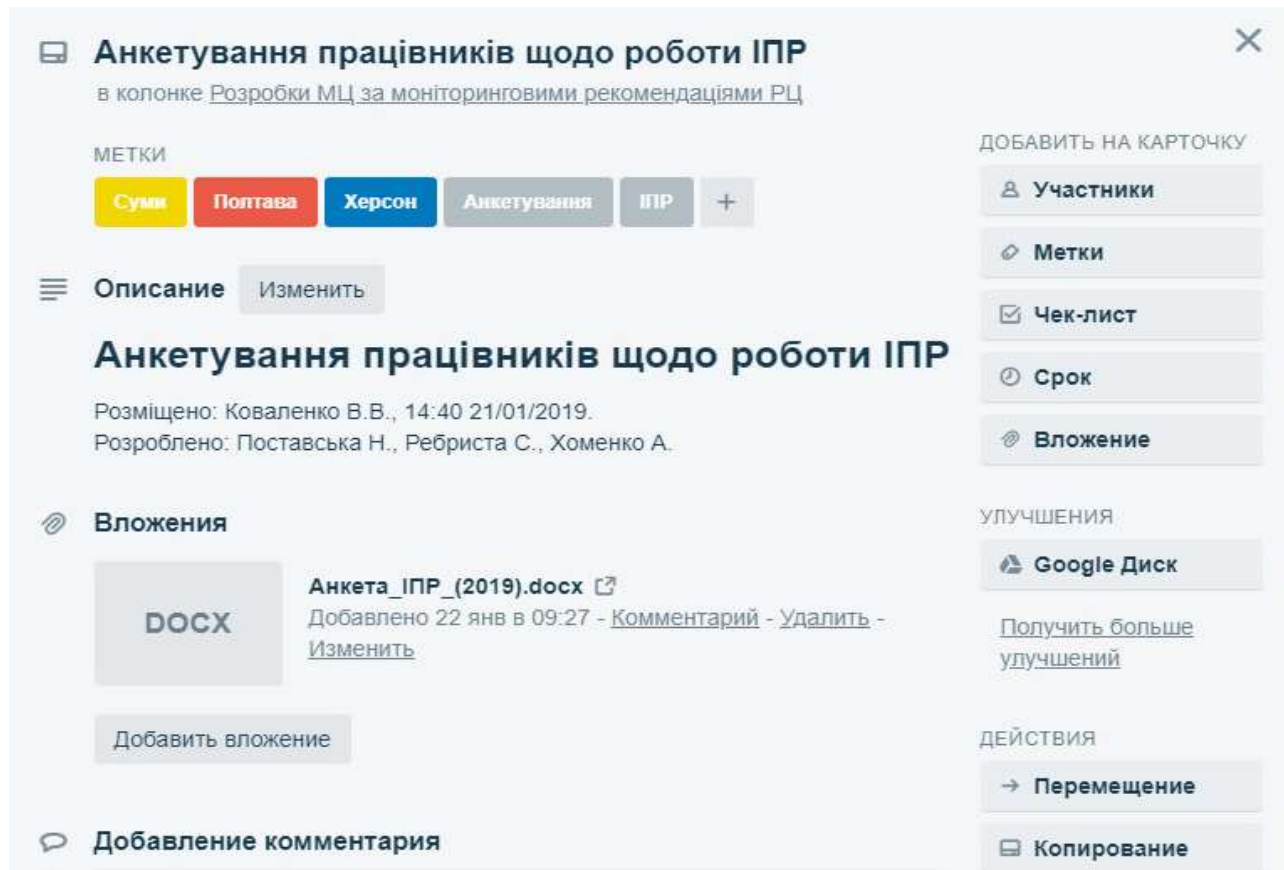 Анкетування працівників щодо роботи ІПР
в колонке Розробки МЦ за моніторинговими рекомендаціями РЦ
МЕТКИ
Суми Полтава Херсон Анкетування ІПР +
Описание Изменить
Анкетування працівників щодо роботи ІПР
Розміщено: Коваленко В.В., 14:40 21/01/2019.
Розроблено: Поставська Н., Ребриста С., Хоменко А.
Вложения
DOCX
Анкета_ІПР_(2019).docx
Добавлено 22 янв в 09:27 - Комментарий - Удалить -
Изменить
Добавить вложение
Добавление комментария
ДОБАВИТЬ НА КАРТОЧКУ
Участники
Метки
Чек-лист
Срок
Вложение
УЛУЧШЕНИЯ
Google Диск
Получить больше
улучшений
ДЕЙСТВИЯ
Перемещение
Копирование